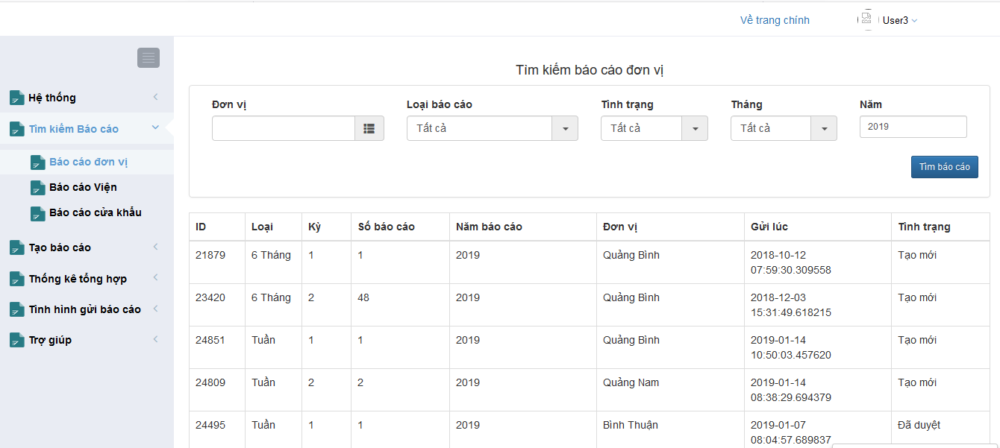 Về trang chính
User3
Hệ thống
Tìm kiếm Báo cáo
Báo cáo đơn vị
Báo cáo Viện
Báo cáo cửa khẩu
Tạo báo cáo
Thống kê tổng hợp
Tình hình gửi báo cáo
Trợ giúp
Tìm kiếm báo cáo đơn vị
Đơn vị Loại báo cáo Tình trạng Tháng Năm
Tất cả Tất cả Tất cả 2019
Tìm báo cáo
ID Loại Kỳ Số báo cáo Năm báo cáo Đơn vị Gửi lúc Tình trạng
21879 6 Tháng 1 1 2019 Quảng Bình 2018-10-12 Tạo mới
07:59:30.309558
23420 6 Tháng 2 48 2019 Quảng Bình 2018-12-03 Tạo mới
15:31:49.618215
24851 Tuần 1 1 2019 Quảng Bình 2019-01-14 Tạo mới
10:50:03.457620
24809 Tuần 2 2 2019 Quảng Nam 2019-01-14 Tạo mới
08:38:29.694379
24495 Tuần 1 1 2019 Bình Thuận 2019-01-07 Đã duyệt
08:04:57.689837